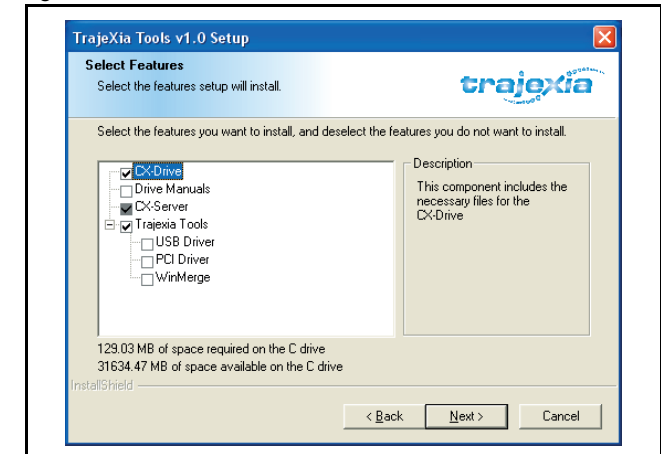 TrajeXia Tools v1.0 Setup
Select Features
Select the features setup will install.
trajexia
Select the features you want to install, and deselect the features you do not want to install.
CX-Drive
Drive Manuals
CX-Server
Trajexia Tools
USB Driver
PCI Driver
WinMerge
Description
This component includes the
necessary files for the
CX-Drive
129.03 MB of space required on the C drive
31634.47 MB of space available on the C drive
InstallShield
< Back
Next >
Cancel